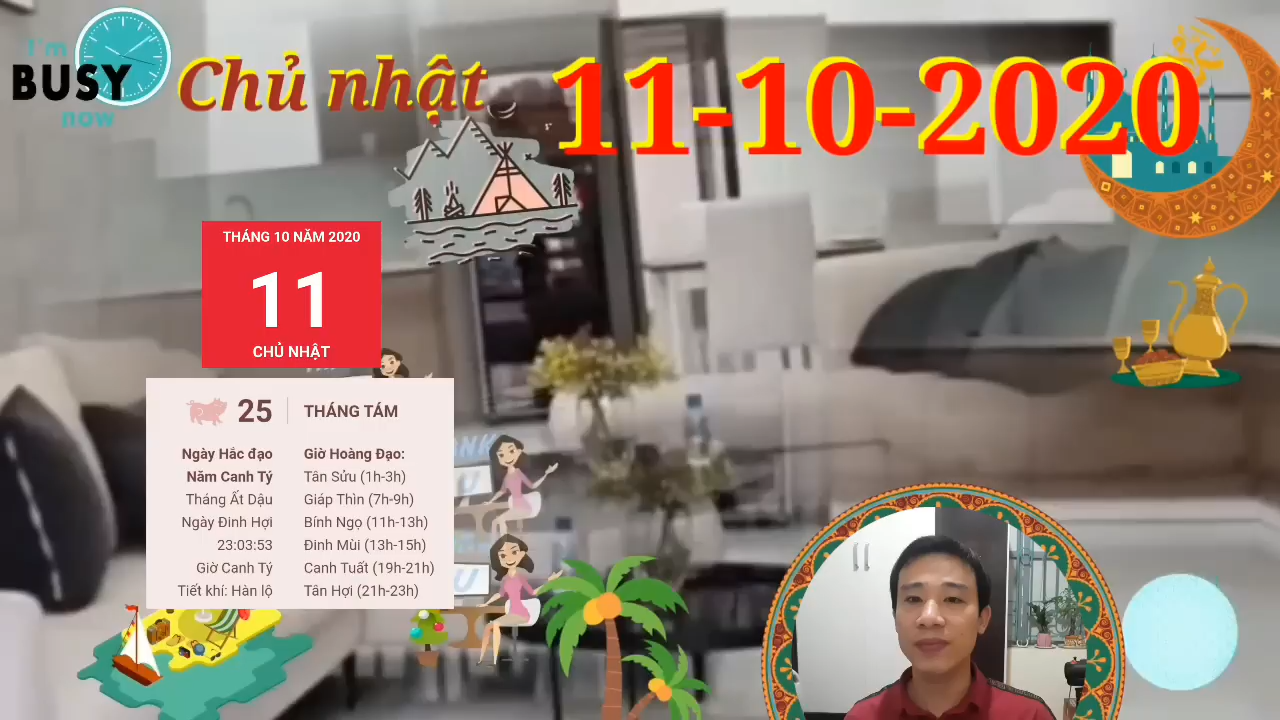 I'm
BUSY
now
Chủ nhật
11-10-2020
THÁNG 10 NĂM 2020
11
CHỦ NHẬT
25 THÁNG TÁM
Ngày Hắc đạo Giờ Hoàng Đạo:
Năm Canh Tý Tân Sửu (1h-3h)
Tháng Ất Dậu Giáp Thìn (7h-9h)
Ngày Đinh Hợi Bính Ngọ (11h-13h)
23:03:53 Đinh Mùi (13h-15h)
Giờ Canh Tý Canh Tuất (19h-21h)
Tiết khí: Hàn lộ Tân Hợi (21h-23h)
U
U